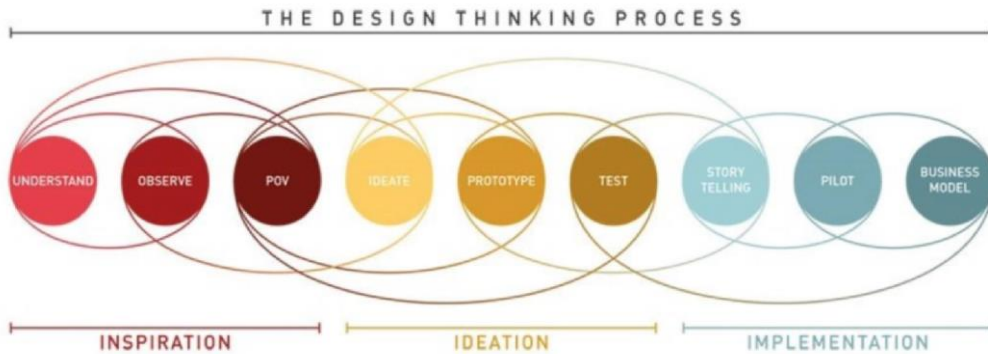 THE DESIGN THINKING PROCESS
UNDERSTAND
OBSERVE
POV
IDEATE
PROTOTYPE
TEST
STORY
TELLING
PILOT
BUSINESS
MODEL
INSPIRATION
IDEATION
IMPLEMENTATION